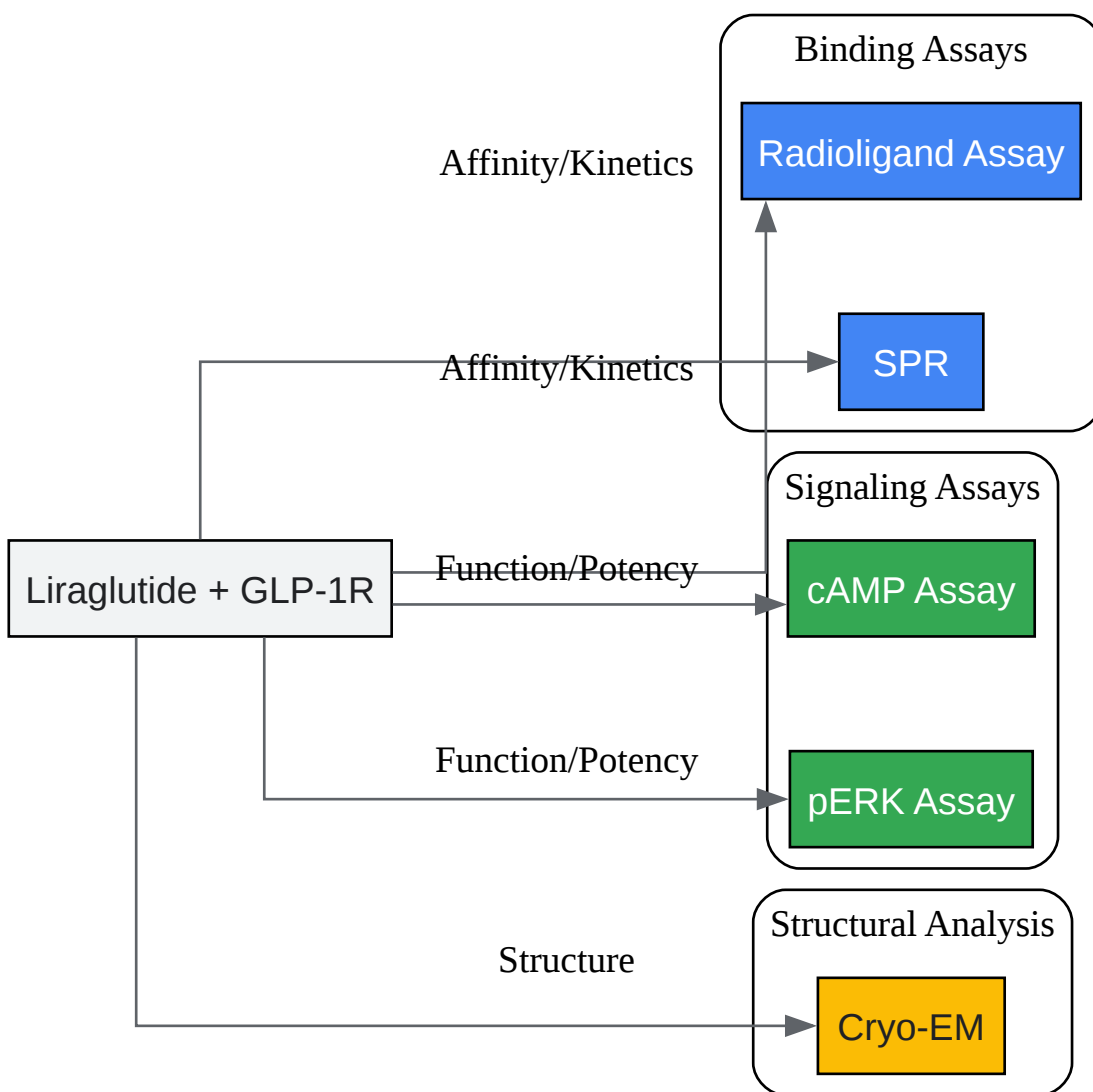 Binding Assays
Affinity/Kinetics
Radioligand Assay
Affinity/Kinetics
SPR
Signaling Assays
Liraglutide + GLP-1R
Function/Potency
cAMP Assay
Function/Potency
pERK Assay
Structural Analysis
Structure
Cryo-EM